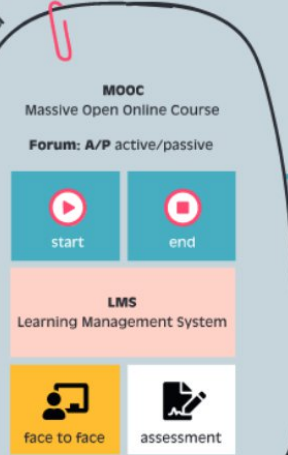 MOOC
Massive Open Online Course
Forum: A/P active/passive
start end
LMS
Learning Management System
face to face assessment